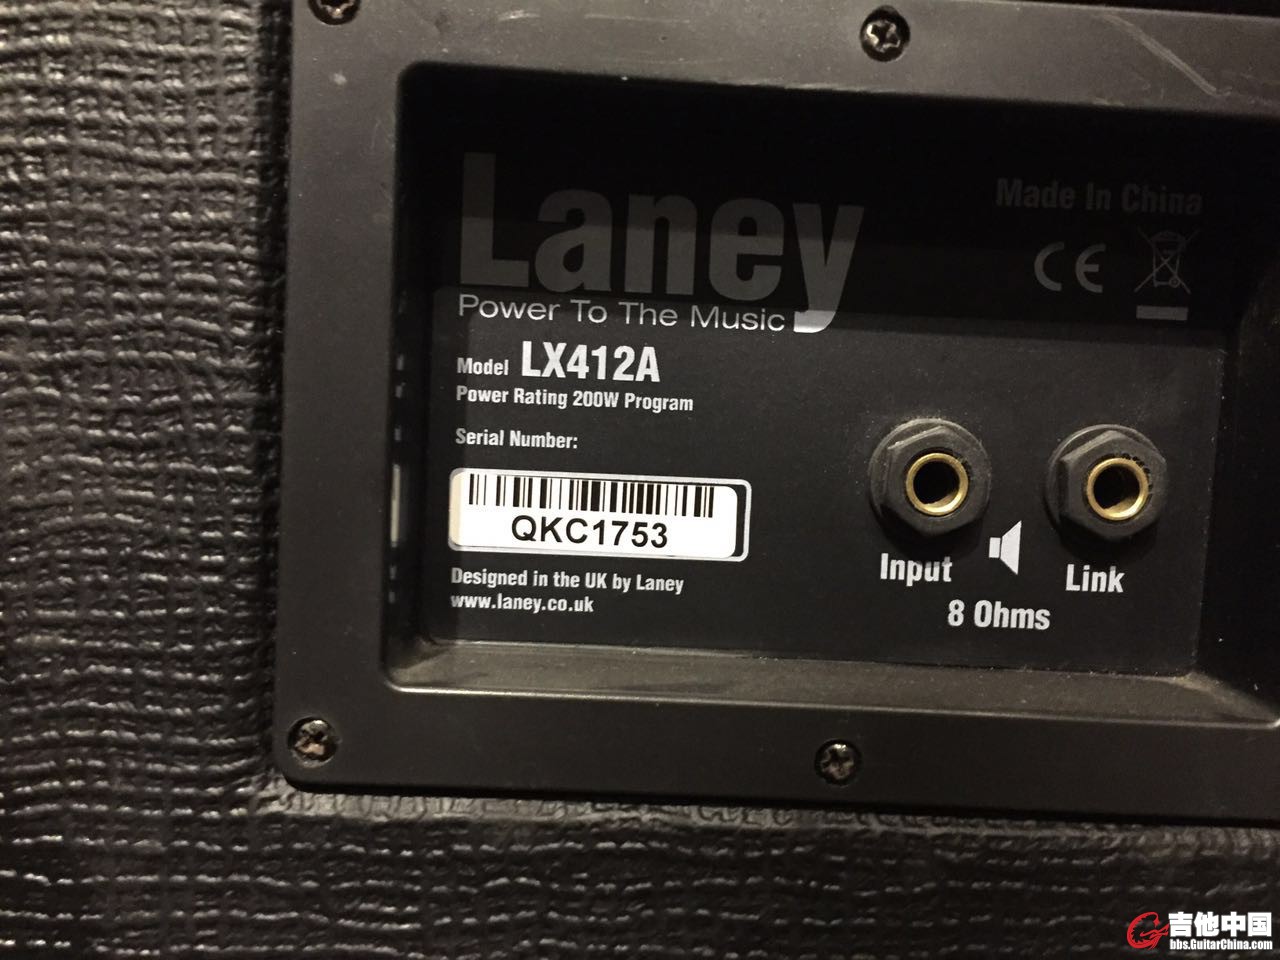 Laney
Made In China
CE
Power To The Music
Model LX412A
Power Rating 200W Program
Serial Number:
QKC1753
Designed in the UK by Laney
www.laney.co.uk
Input
Link
8 Ohms
吉他中国
bbs.GuitarChina.com